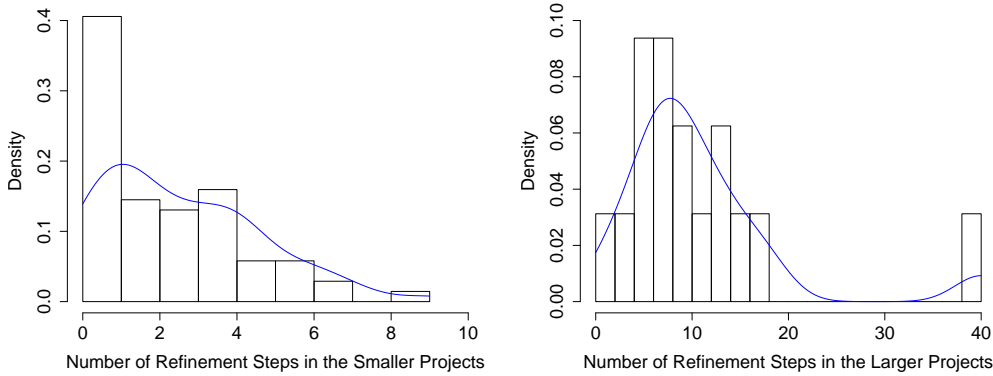 0.4
0.3
0.2
0.1
0.0
Density
0 2 4 6 8 10
Number of Refinement Steps in the Smaller Projects
0.10
0.08
0.06
0.04
0.02
0.00
Density
0 10 20 30 40
Number of Refinement Steps in the Larger Projects